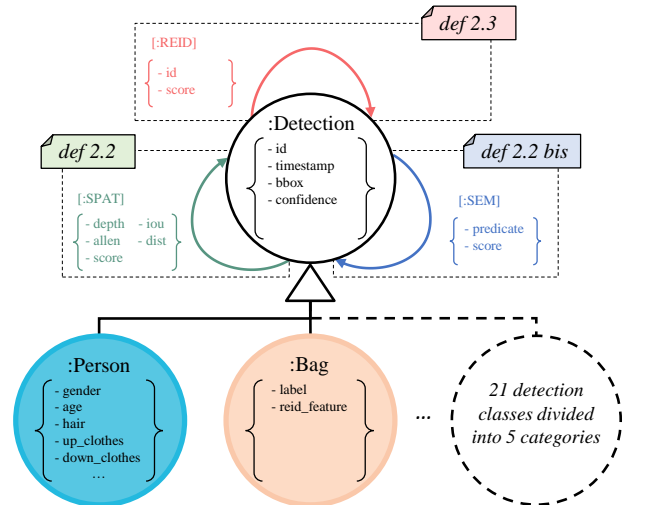 def 2.3
[:REID]
- id
- score
:Detection
- id
- timestamp
- bbox
- confidence
def 2.2
def 2.2 bis
[:SPAT]
- depth - iou
- allen - dist
- score
[:SEM]
- predicate
- score
:Person
- gender
- age
- hair
- up_clothes
- down_clothes
...
:Bag
- label
- reid_feature
...
21 detection
classes divided
into 5 categories